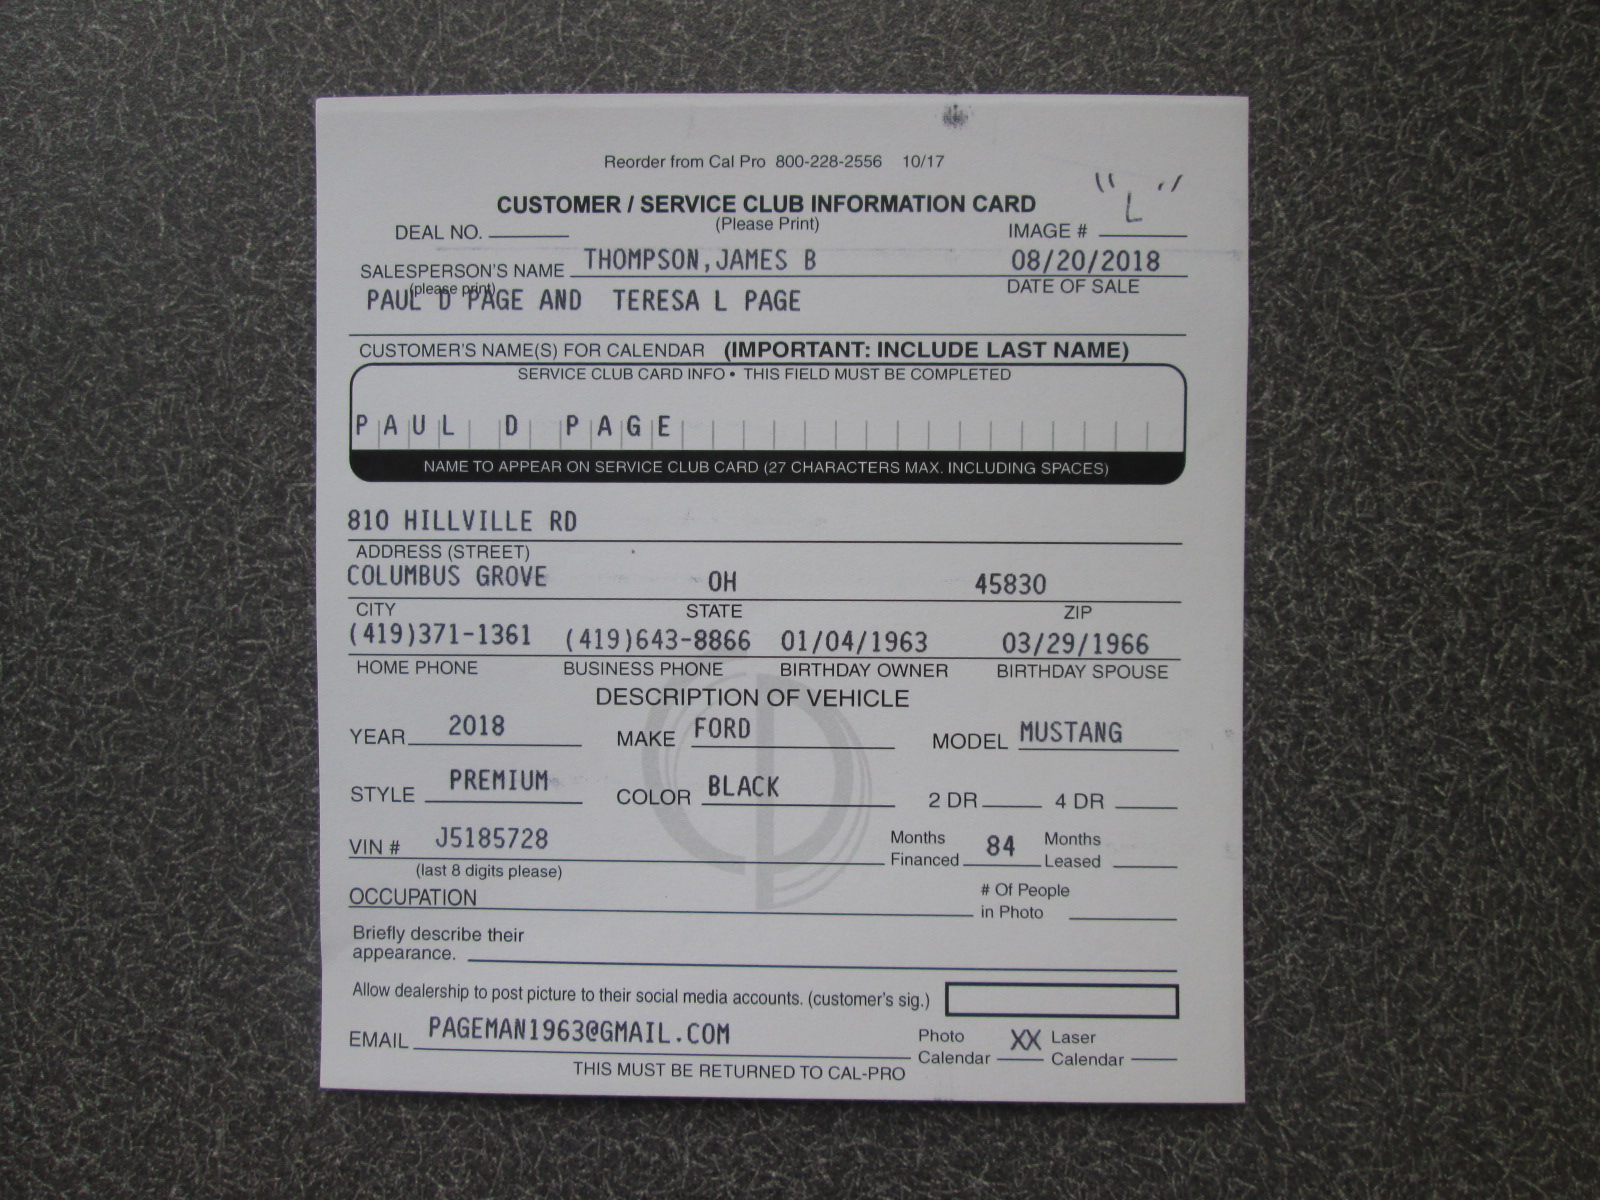 Reorder from Cal Pro 800-228-2556 10/17
"L"
CUSTOMER / SERVICE CLUB INFORMATION CARD
(Please Print)
DEAL NO. IMAGE #
SALESPERSON'S NAME THOMPSON,JAMES B 08/20/2018
(please print) DATE OF SALE
PAUL D PAGE AND TERESA L PAGE
CUSTOMER'S NAME(S) FOR CALENDAR (IMPORTANT: INCLUDE LAST NAME)
SERVICE CLUB CARD INFO • THIS FIELD MUST BE COMPLETED
PAUL D PAGE
NAME TO APPEAR ON SERVICE CLUB CARD (27 CHARACTERS MAX. INCLUDING SPACES)
810 HILLVILLE RD
ADDRESS (STREET)
COLUMBUS GROVE OH 45830
CITY STATE ZIP
(419)371-1361 (419)643-8866 01/04/1963 03/29/1966
HOME PHONE BUSINESS PHONE BIRTHDAY OWNER BIRTHDAY SPOUSE
DESCRIPTION OF VEHICLE
YEAR 2018 MAKE FORD MODEL MUSTANG
STYLE PREMIUM COLOR BLACK 2 DR 4 DR
VIN # J5185728 Months Financed 84 Months Leased
(last 8 digits please)
OCCUPATION # Of People in Photo
Briefly describe their
appearance.
Allow dealership to post picture to their social media accounts. (customer's sig.)
EMAIL PAGEMAN1963@GMAIL.COM Photo Calendar XX Laser Calendar
THIS MUST BE RETURNED TO CAL-PRO